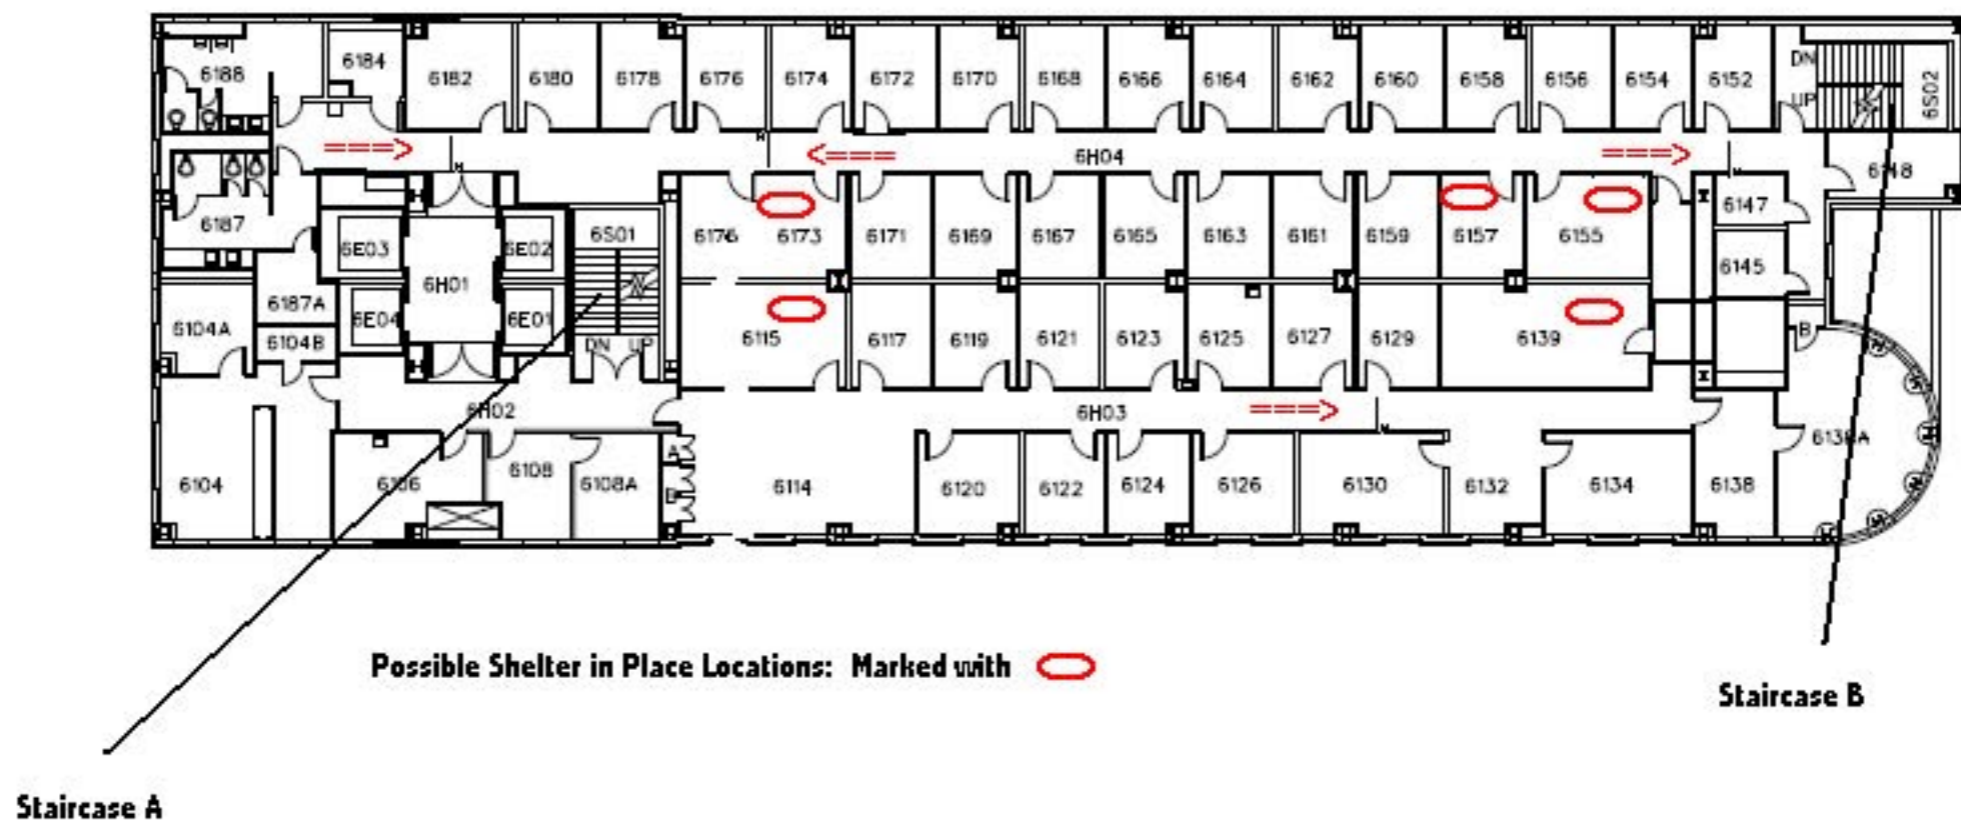 6188 6184 6182 6180 6178 6176 6174 6172 6170 6168 6166 6164 6162 6160 6158 6156 6154 6152 DN
UP 6S02
===> <=== 6H04 ===> 6148
6187 6E03 6E02 6S01 6176 6173 6171 6169 6167 6165 6163 6161 6159 6157 6155 6147
6H01 6145
6187A
6104A 6104B 6E04 6E01 DN UP 6115 6117 6119 6121 6123 6125 6127 6129 6139 B
6H02 6H03 ===>
6104 6106 6108 6108A A B 6114 6120 6122 6124 6126 6130 6132 6134 6138
Possible Shelter in Place Locations: Marked with
Staircase B
Staircase A